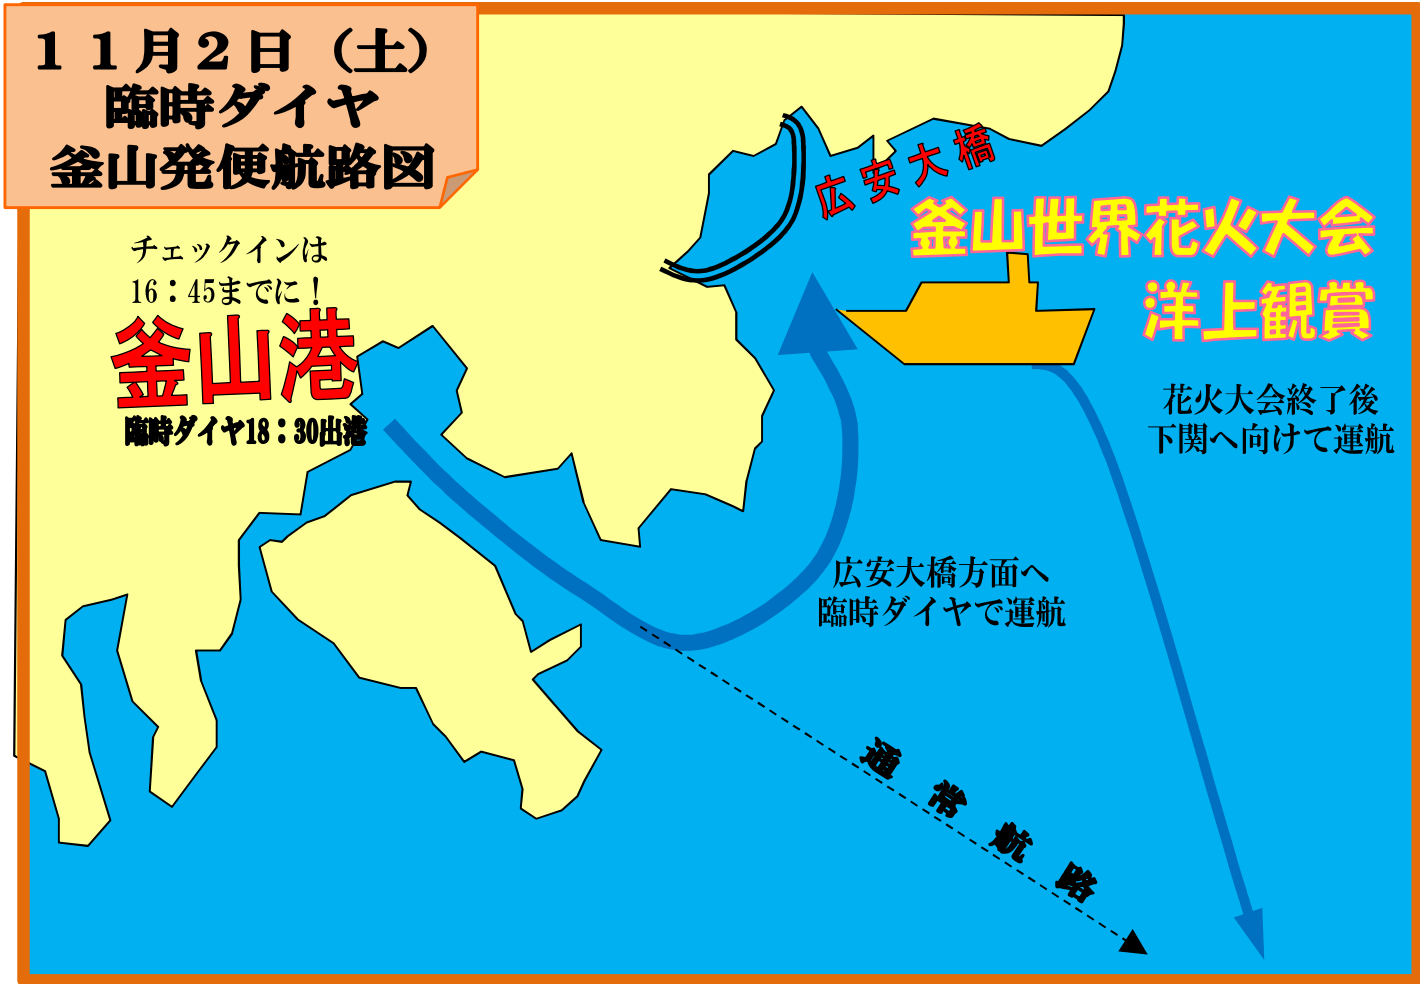 １１月２日（土）
臨時ダイヤ
釜山発便航路図
チェックインは
16：45までに！
釜山港
臨時ダイヤ18：30出港
広安大橋
釜山世界花火大会
洋上観賞
花火大会終了後
下関へ向けて運航
広安大橋方面へ
臨時ダイヤで運航
通常航路